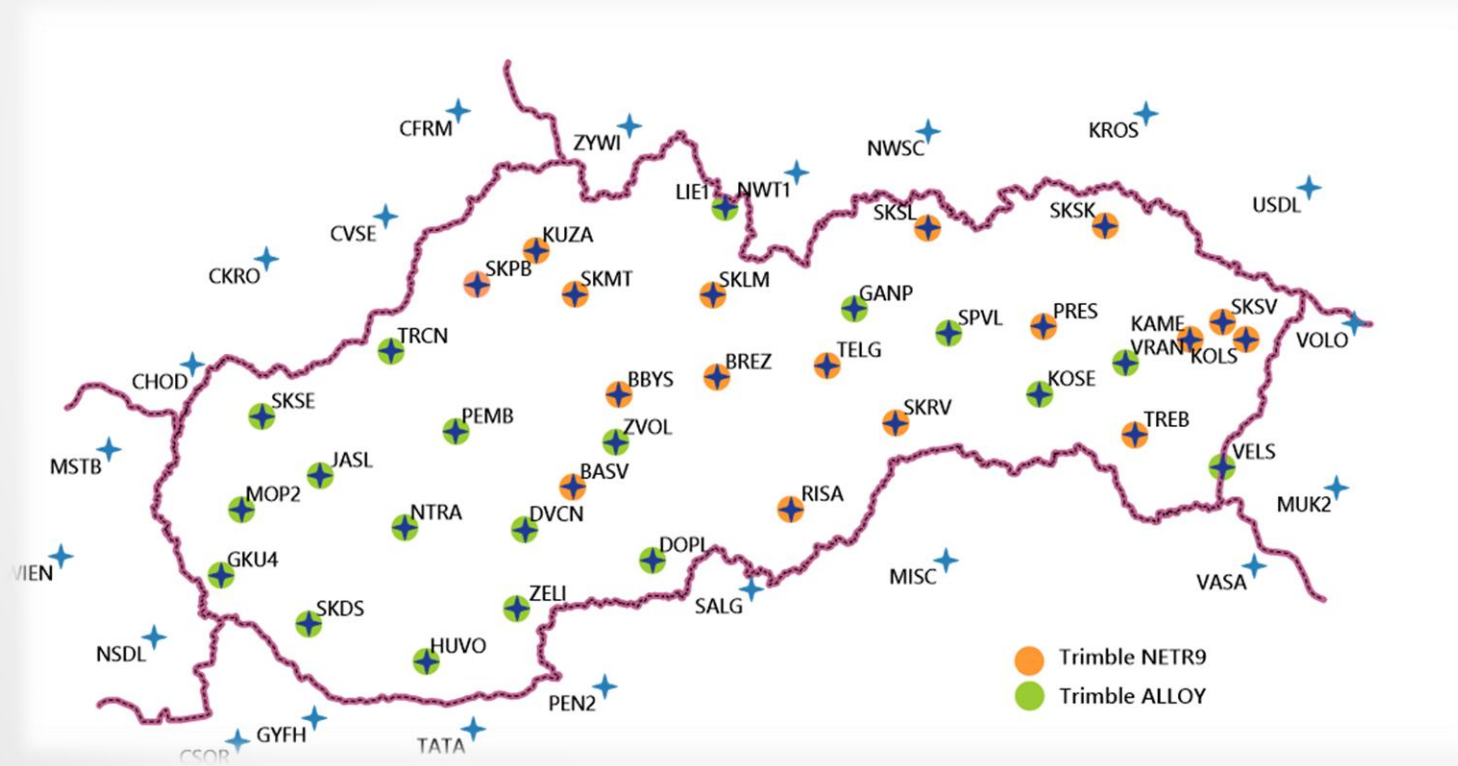 CFRM
ZYWI
KROS
NWSC
LIE1
NWT1
USDL
SKSL
SKSK
CVSE
KUZA
CKRO
SKPB
SKMT
SKLM
GANP
SPVL
PRES
SKSV
KAME
VRAN
KOLS
VOLO
TRCN
TELG
BREZ
CHOD
BBYS
KOSE
SKSE
PEMB
ZVOL
SKRV
TREB
MSTB
JASL
BASV
VELS
MOP2
NTRA
DVCN
RISA
MUK2
DOPL
GKU4
WIEN
MISC
VASA
ZELI
SALG
SKDS
HUVO
NSDL
Trimble NETR9
Trimble ALLOY
PEN2
GYFH
TATA
CSOR